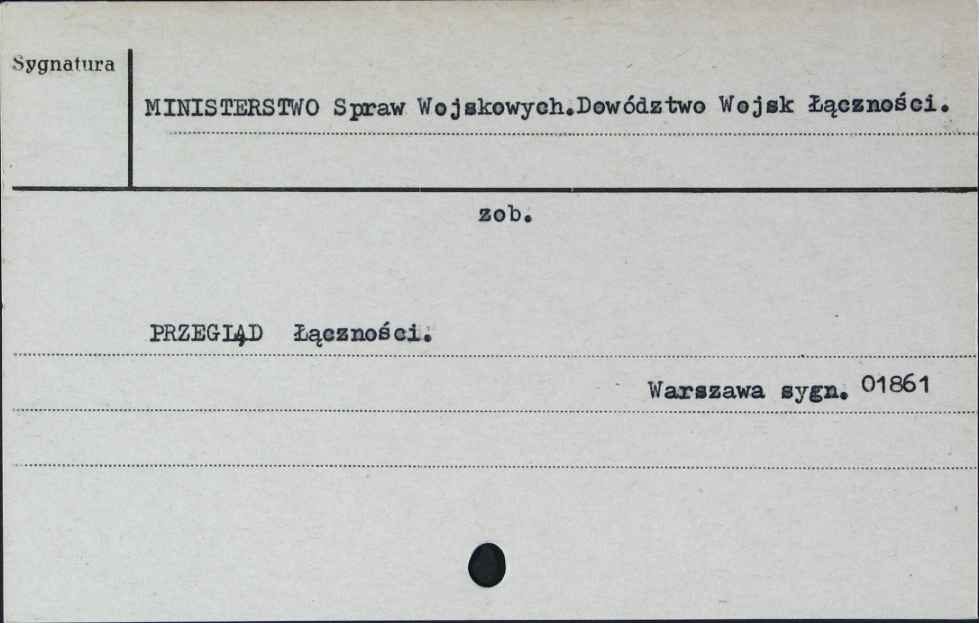 Sygnatura
MINISTERSTWO Spraw Wojskowych.Dowództwo Wojsk Łączności.
zob.
PRZEGLĄD Łączności.
Warszawa sygn. 01861